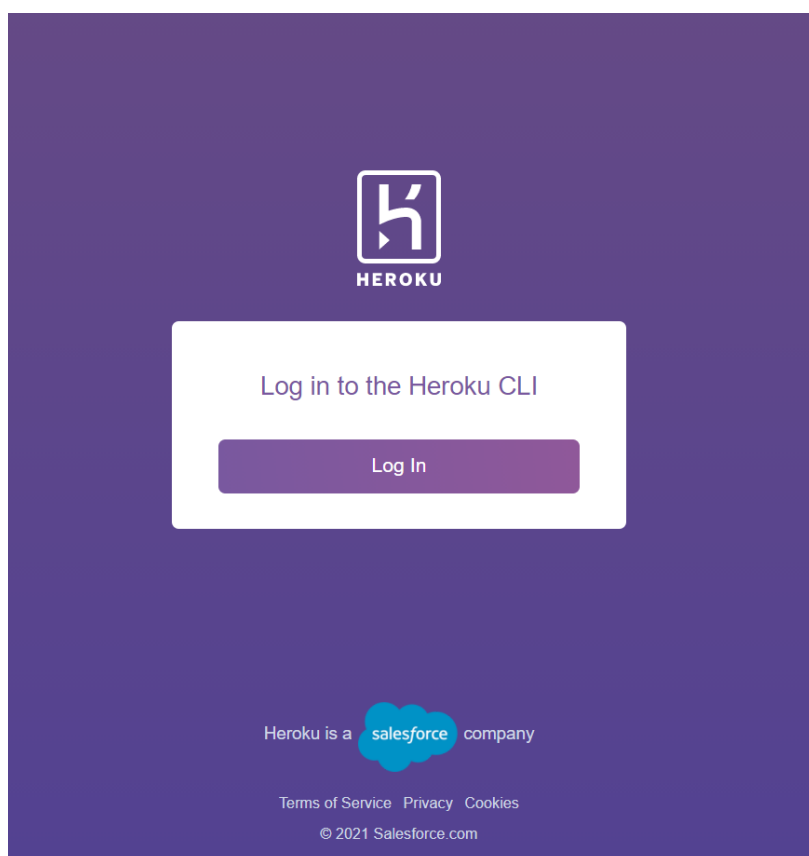 HEROKU
Log in to the Heroku CLI
Log In
Heroku is a salesforce company
Terms of Service Privacy Cookies
© 2021 Salesforce.com